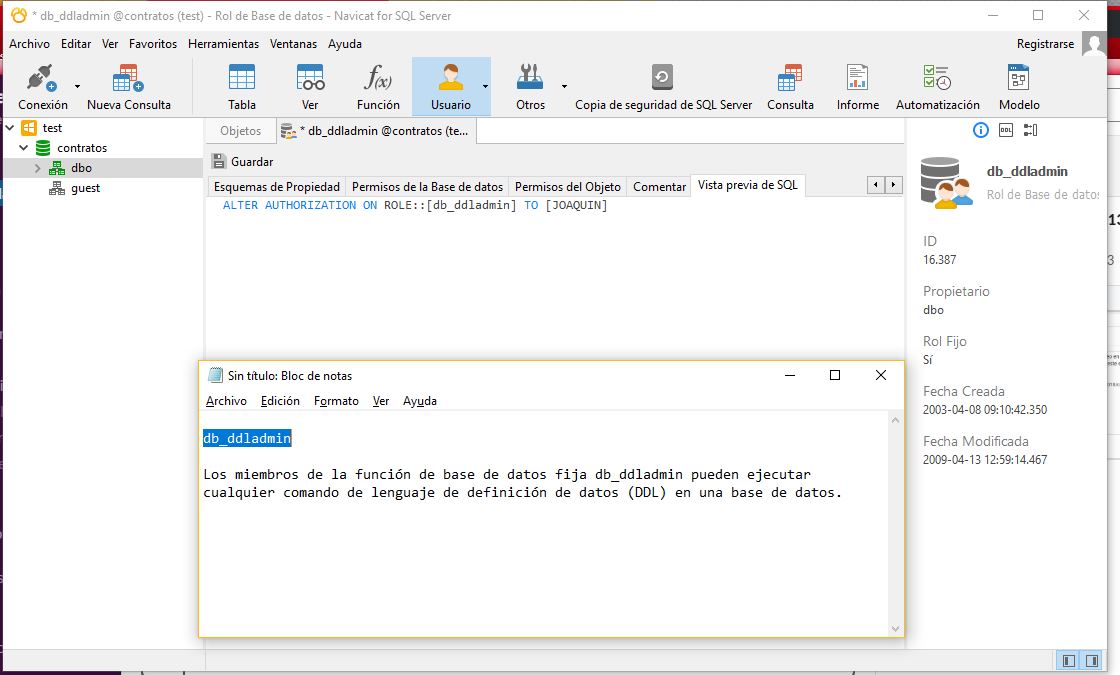 * db_ddladmin @contratos (test) - Rol de Base de datos - Navicat for SQL Server
Archivo Editar Ver Favoritos Herramientas Ventanas Ayuda
Registrarse
Conexión Nueva Consulta Tabla Ver Función Usuario Otros Copia de seguridad de SQL Server Consulta Informe Automatización Modelo
f(x)
test
contratos
dbo
guest
Objetos * db_ddladmin @contratos (te...
Guardar
Esquemas de Propiedad Permisos de la Base de datos Permisos del Objeto Comentar Vista previa de SQL
ALTER AUTHORIZATION ON ROLE::[db_ddladmin] TO [JOAQUIN]
DDL
db_ddladmin
Rol de Base de datos
ID
16.387
Propietario
dbo
Rol Fijo
Sí
Fecha Creada
2003-04-08 09:10:42.350
Fecha Modificada
2009-04-13 12:59:14.467
Sin título: Bloc de notas
Archivo Edición Formato Ver Ayuda
db_ddladmin
Los miembros de la función de base de datos fija db_ddladmin pueden ejecutar
cualquier comando de lenguaje de definición de datos (DDL) en una base de datos.